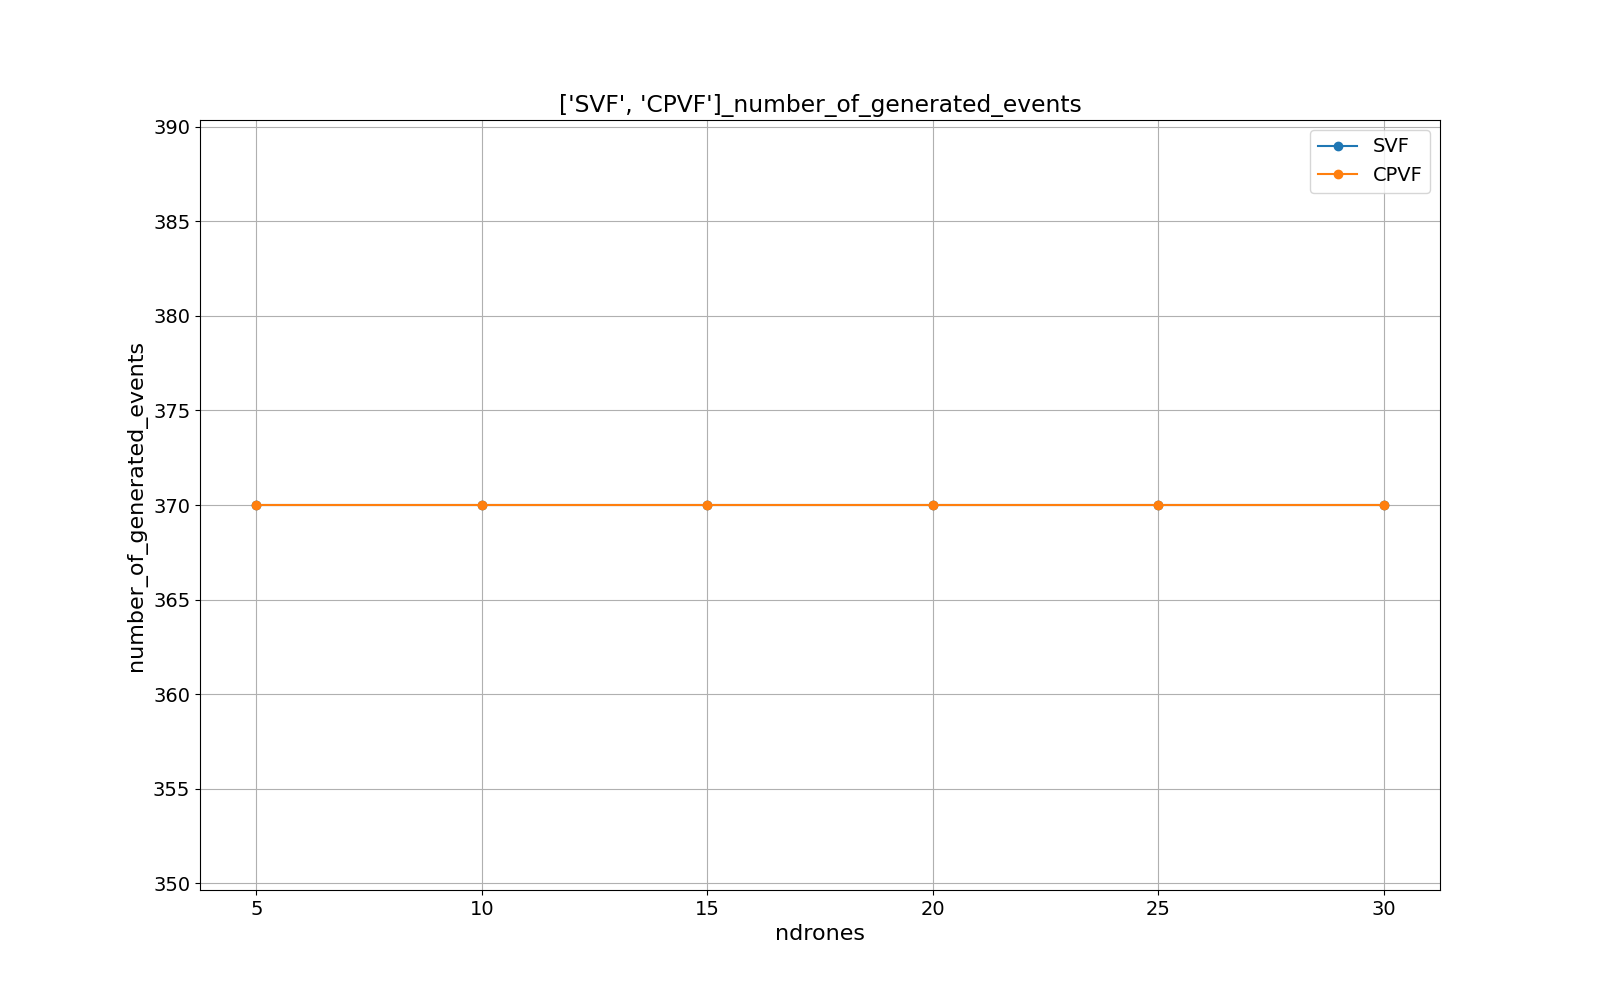 ['SVF', 'CPVF']_number_of_generated_events
SVF
CPVF
number_of_generated_events
390
385
380
375
370
365
360
355
350
5 10 15 20 25 30
ndrones